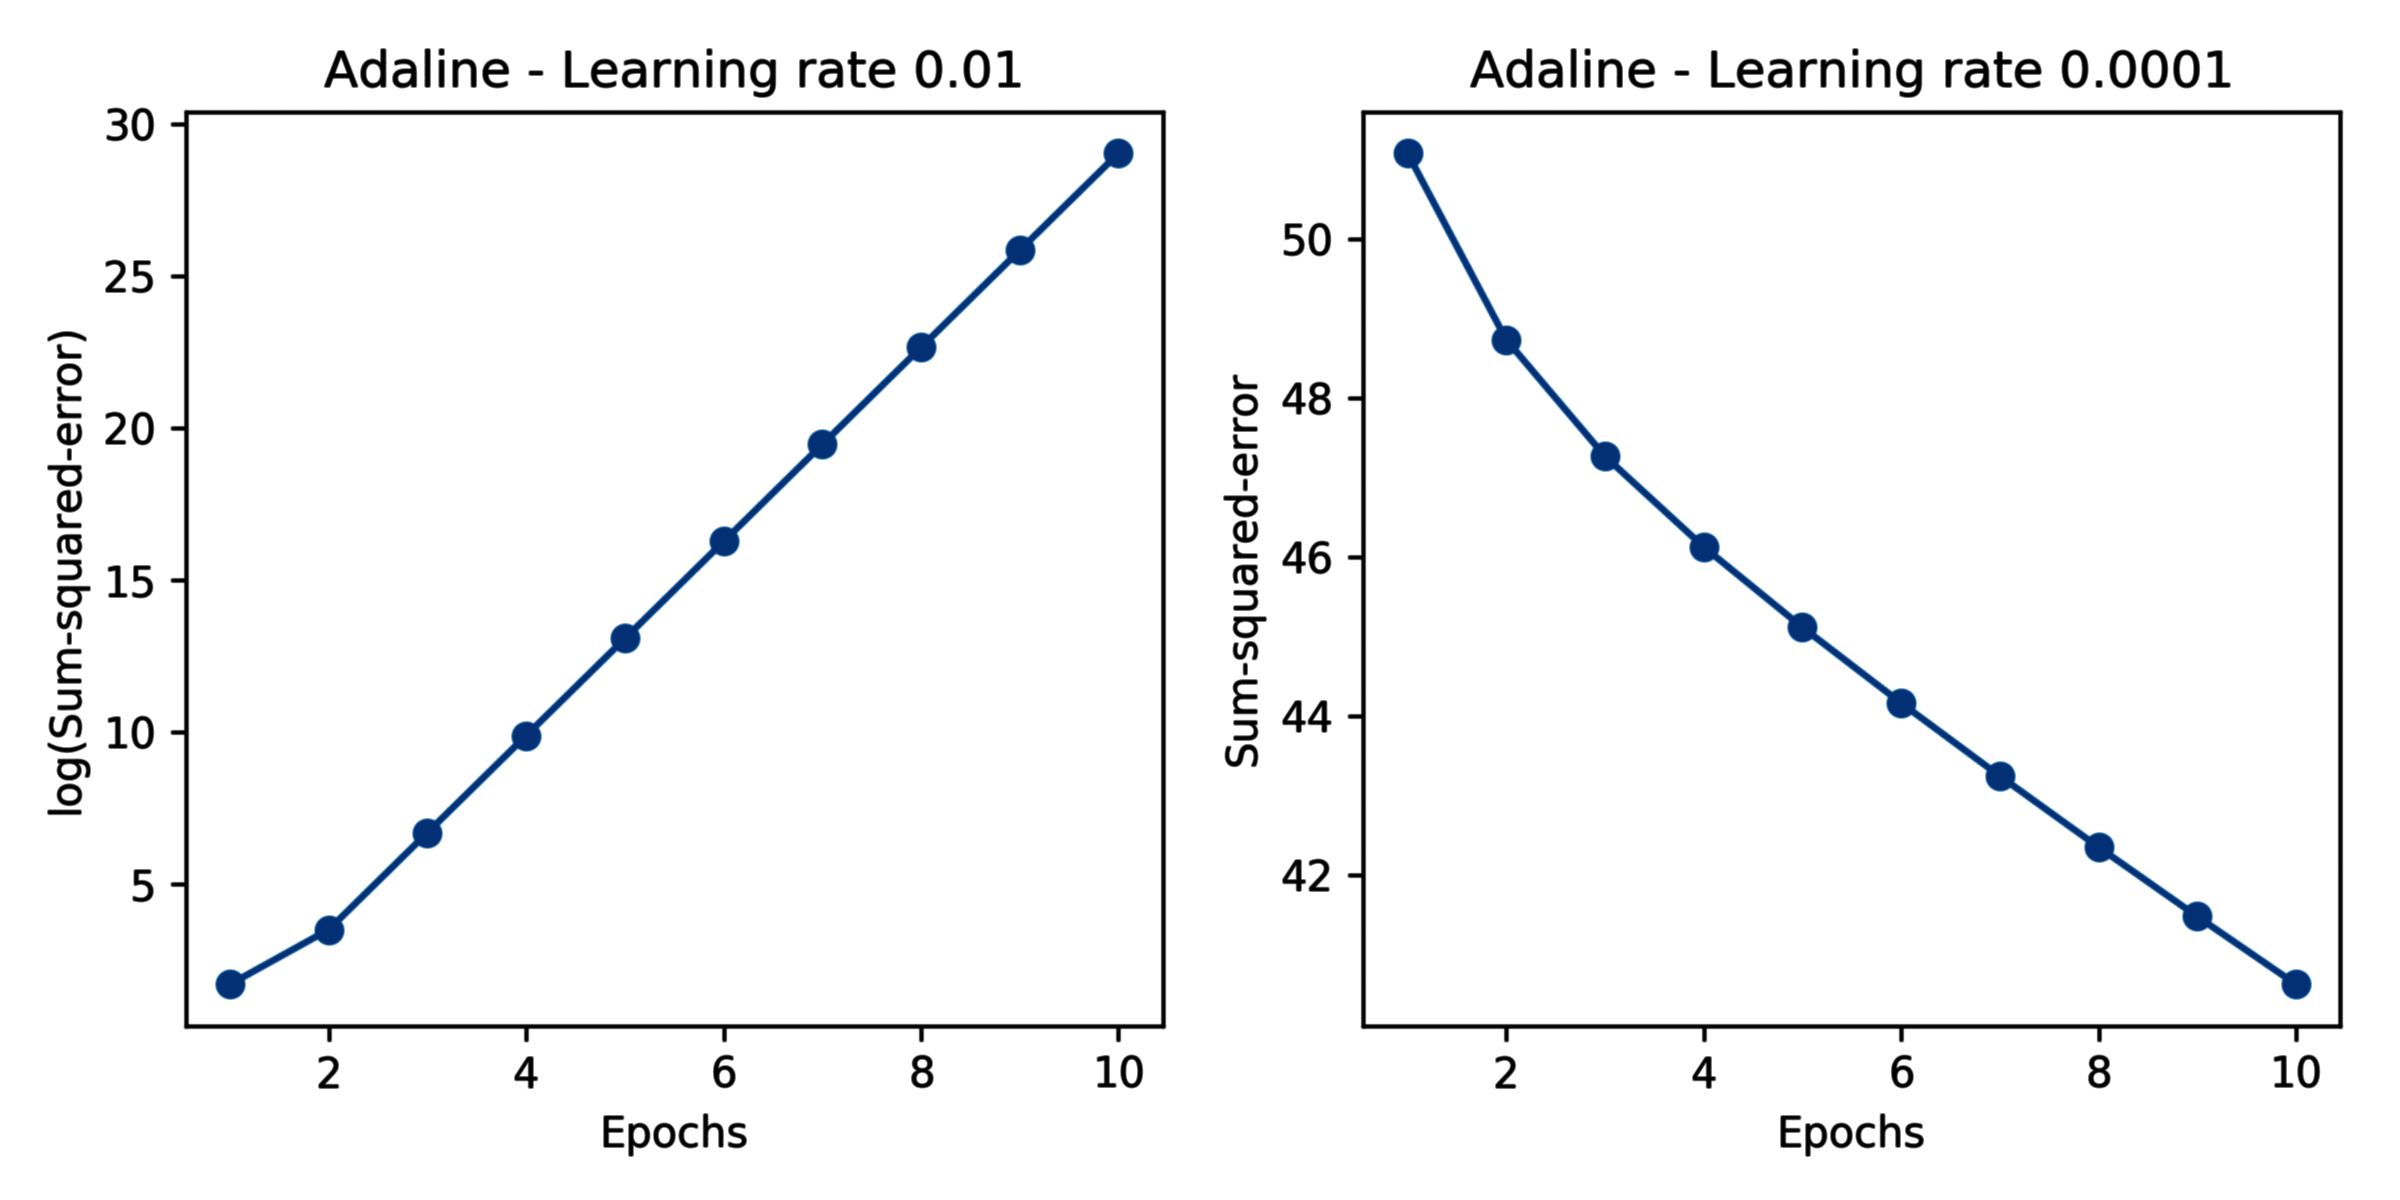 Adaline - Learning rate 0.01
30
25
20
15
10
5
log(Sum-squared-error)
2 4 6 8 10
Epochs
Adaline - Learning rate 0.0001
50
48
46
44
42
Sum-squared-error
2 4 6 8 10
Epochs